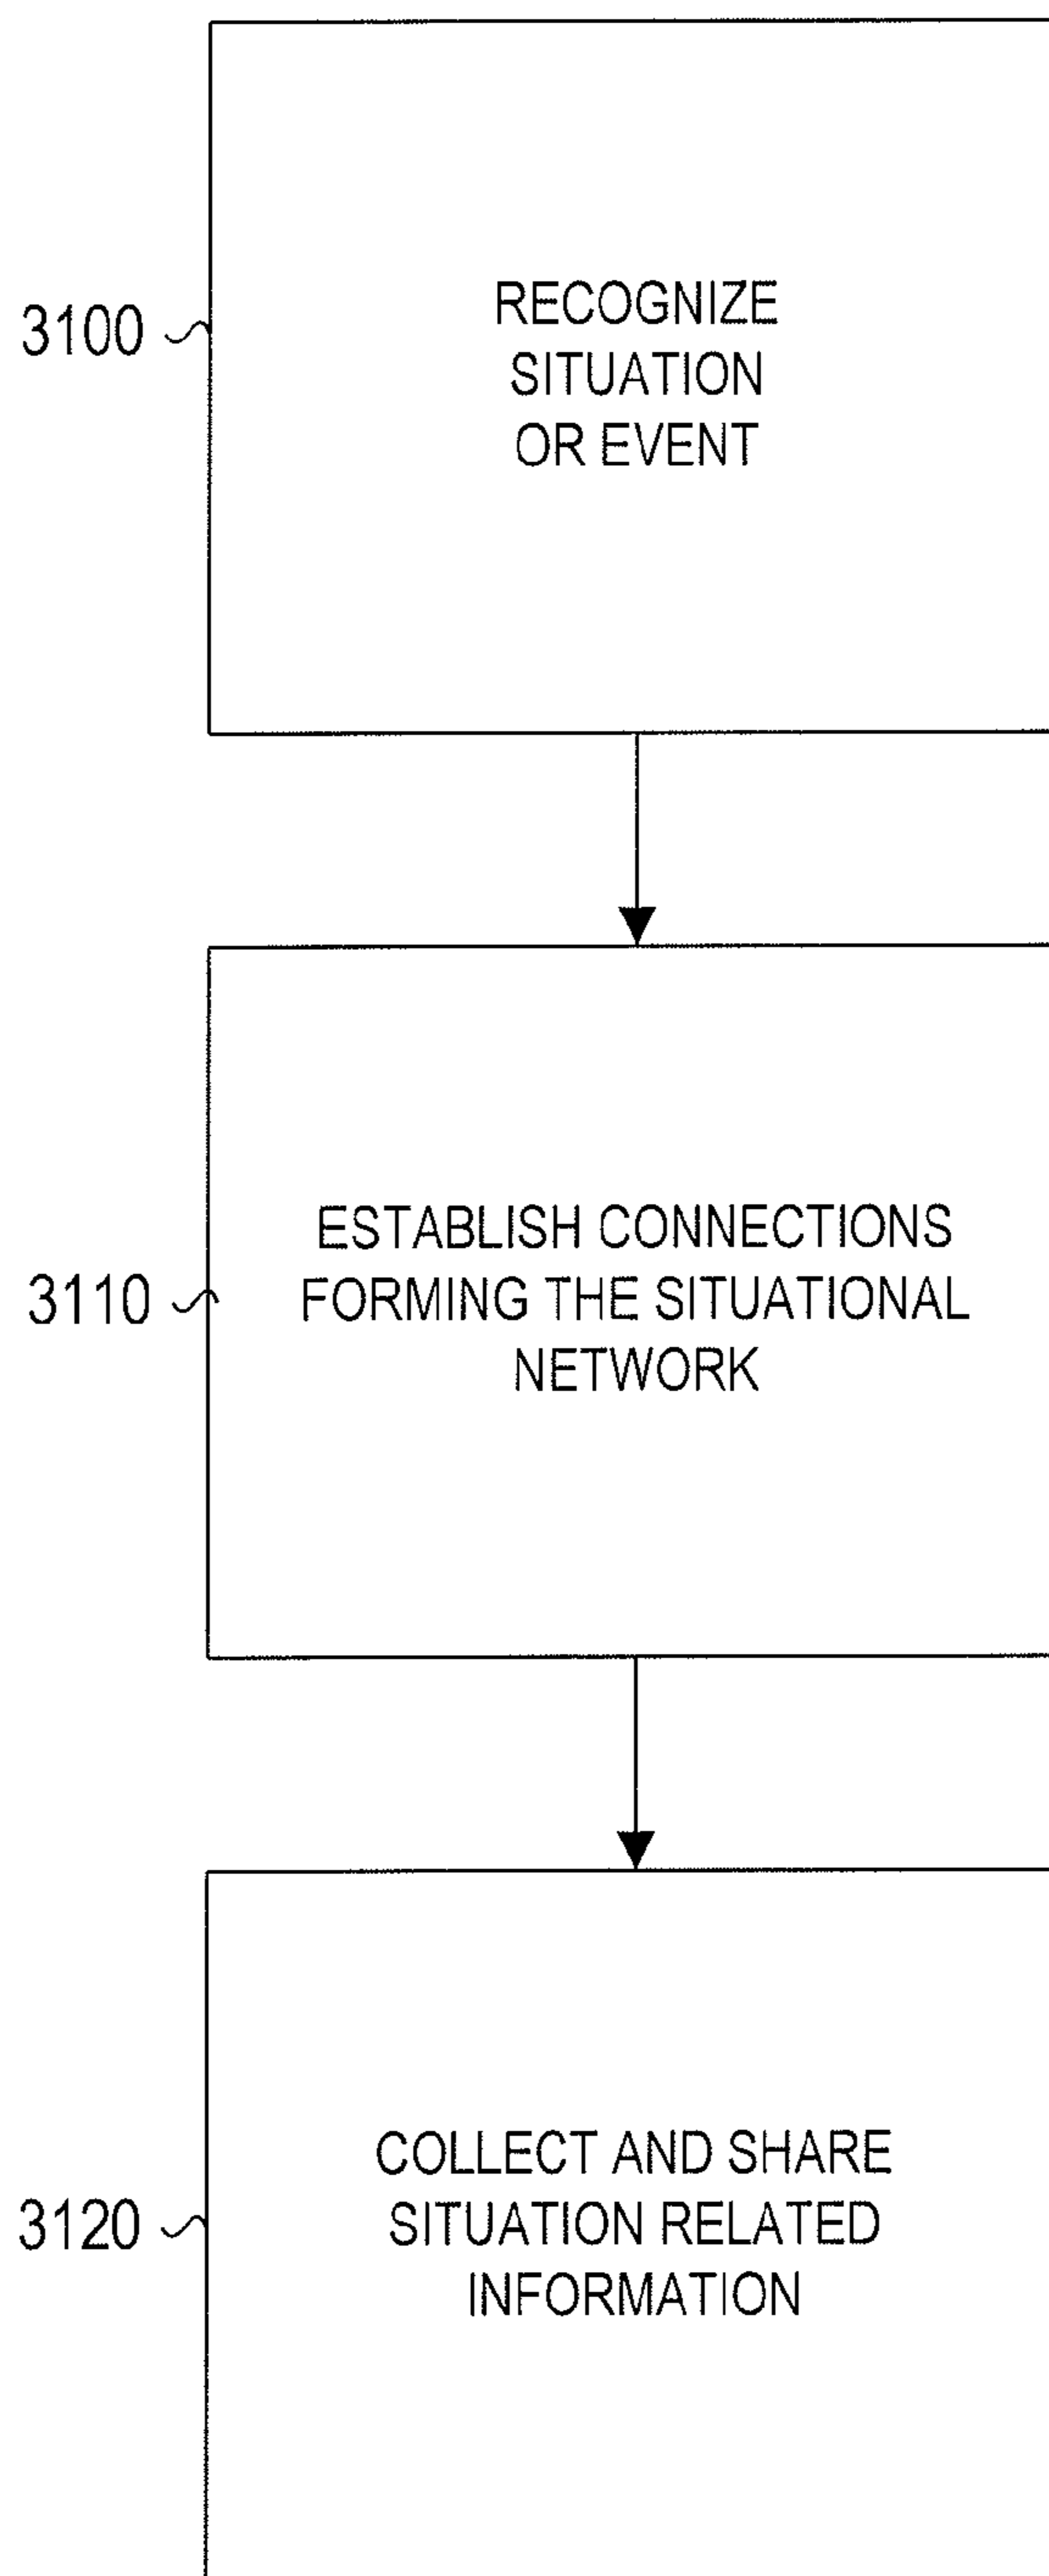 3100
RECOGNIZE
SITUATION
OR EVENT
3110
ESTABLISH CONNECTIONS
FORMING THE SITUATIONAL
NETWORK
3120
COLLECT AND SHARE
SITUATION RELATED
INFORMATION